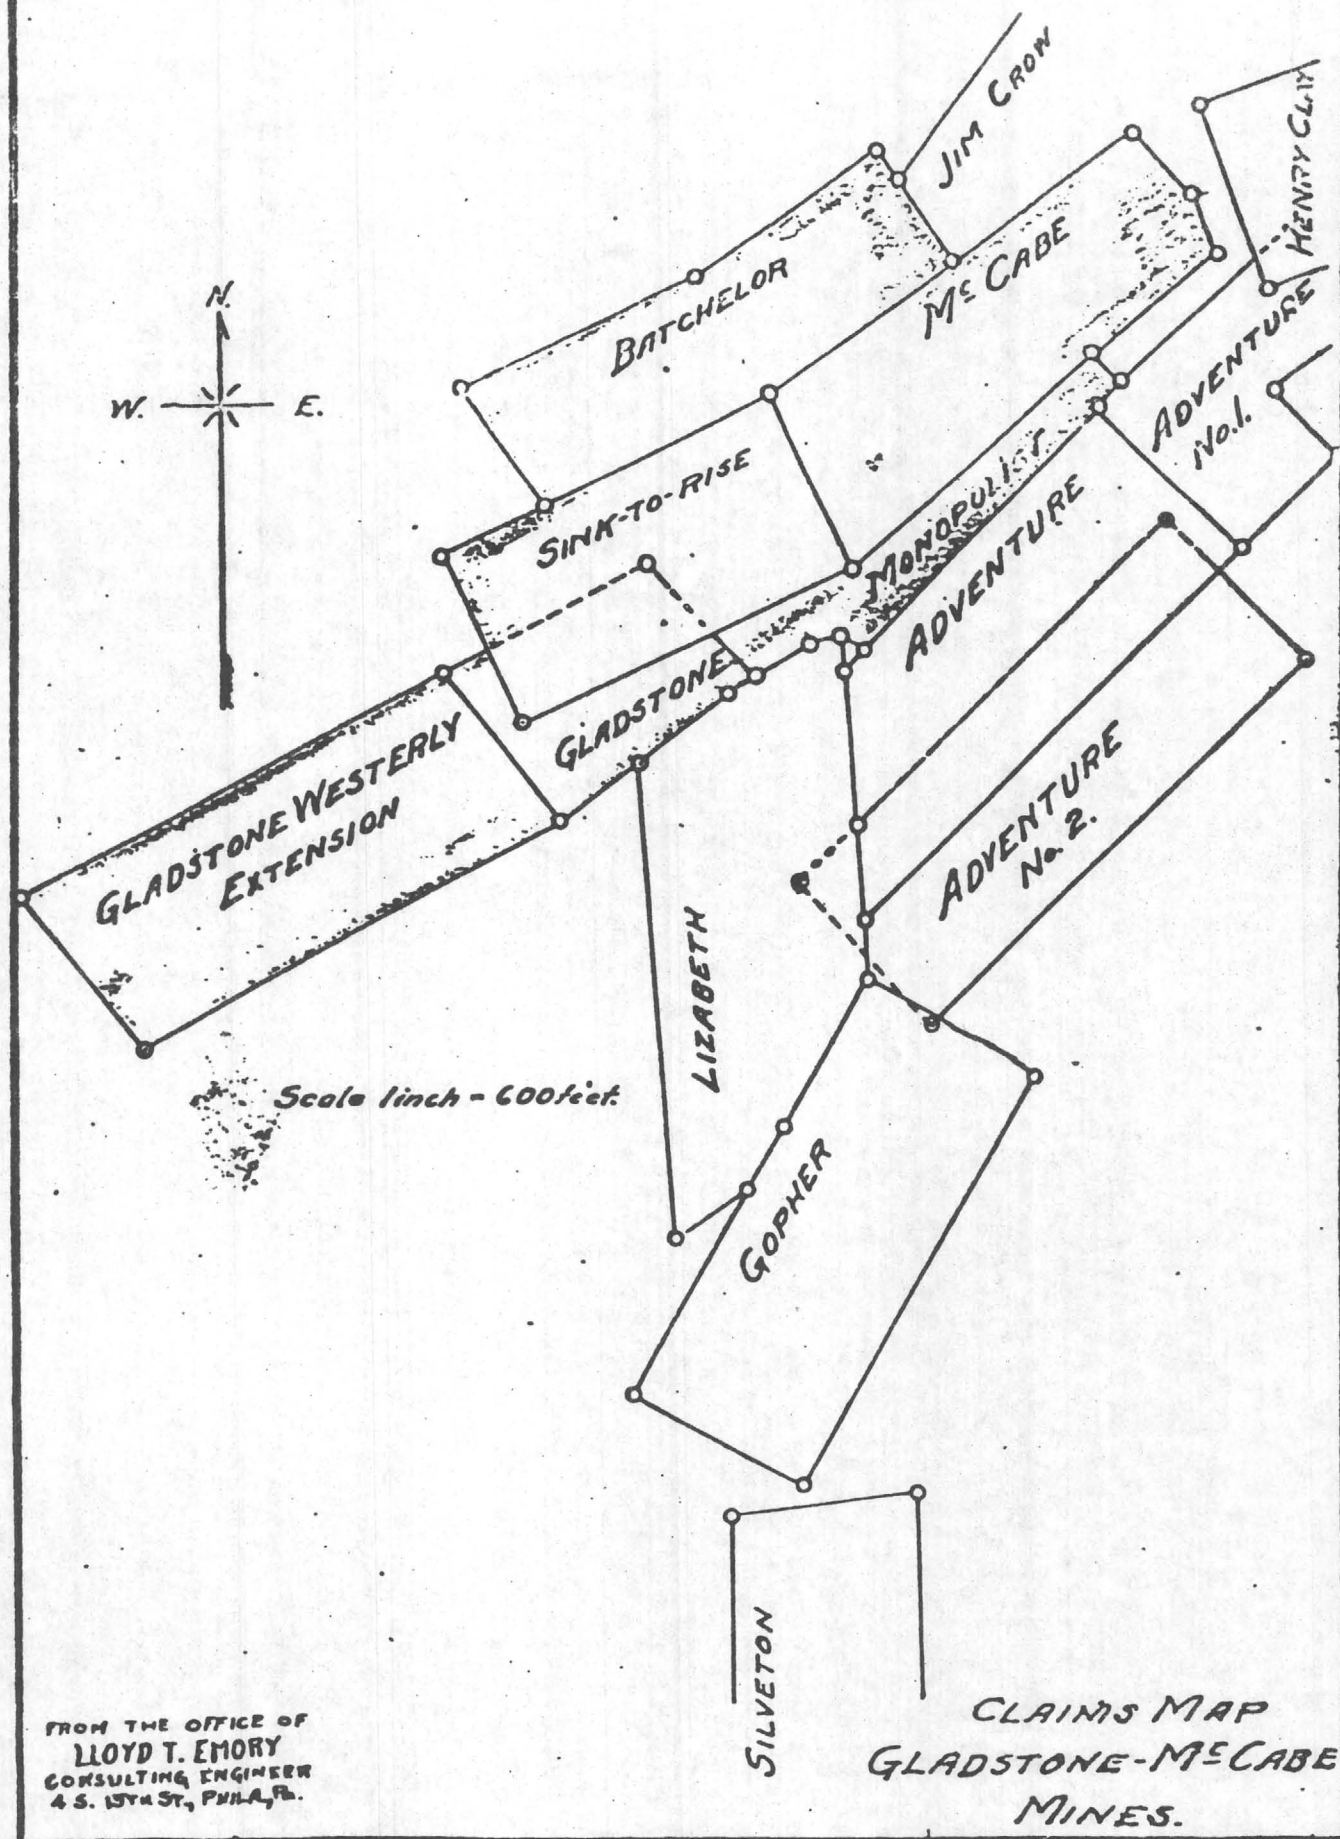 JIM CROW
HENRY CLAY
McCABE
BATCHELOR
N.
W.
E.
ADVENTURE
No.1.
SINK-TO-RISE
MONOPULIST
ADVENTURE
GLADSTONE
GLADSTONE WESTERLY
EXTENSION
ADVENTURE
No. 2.
LIZABETH
Scale 1inch = 600feet.
GOPHER
SILVETON
CLAIMS MAP
GLADSTONE-McCABE
MINES.
FROM THE OFFICE OF
LLOYD T. EMORY
CONSULTING ENGINEER
4 S. 15TH ST., PHILA, PA.